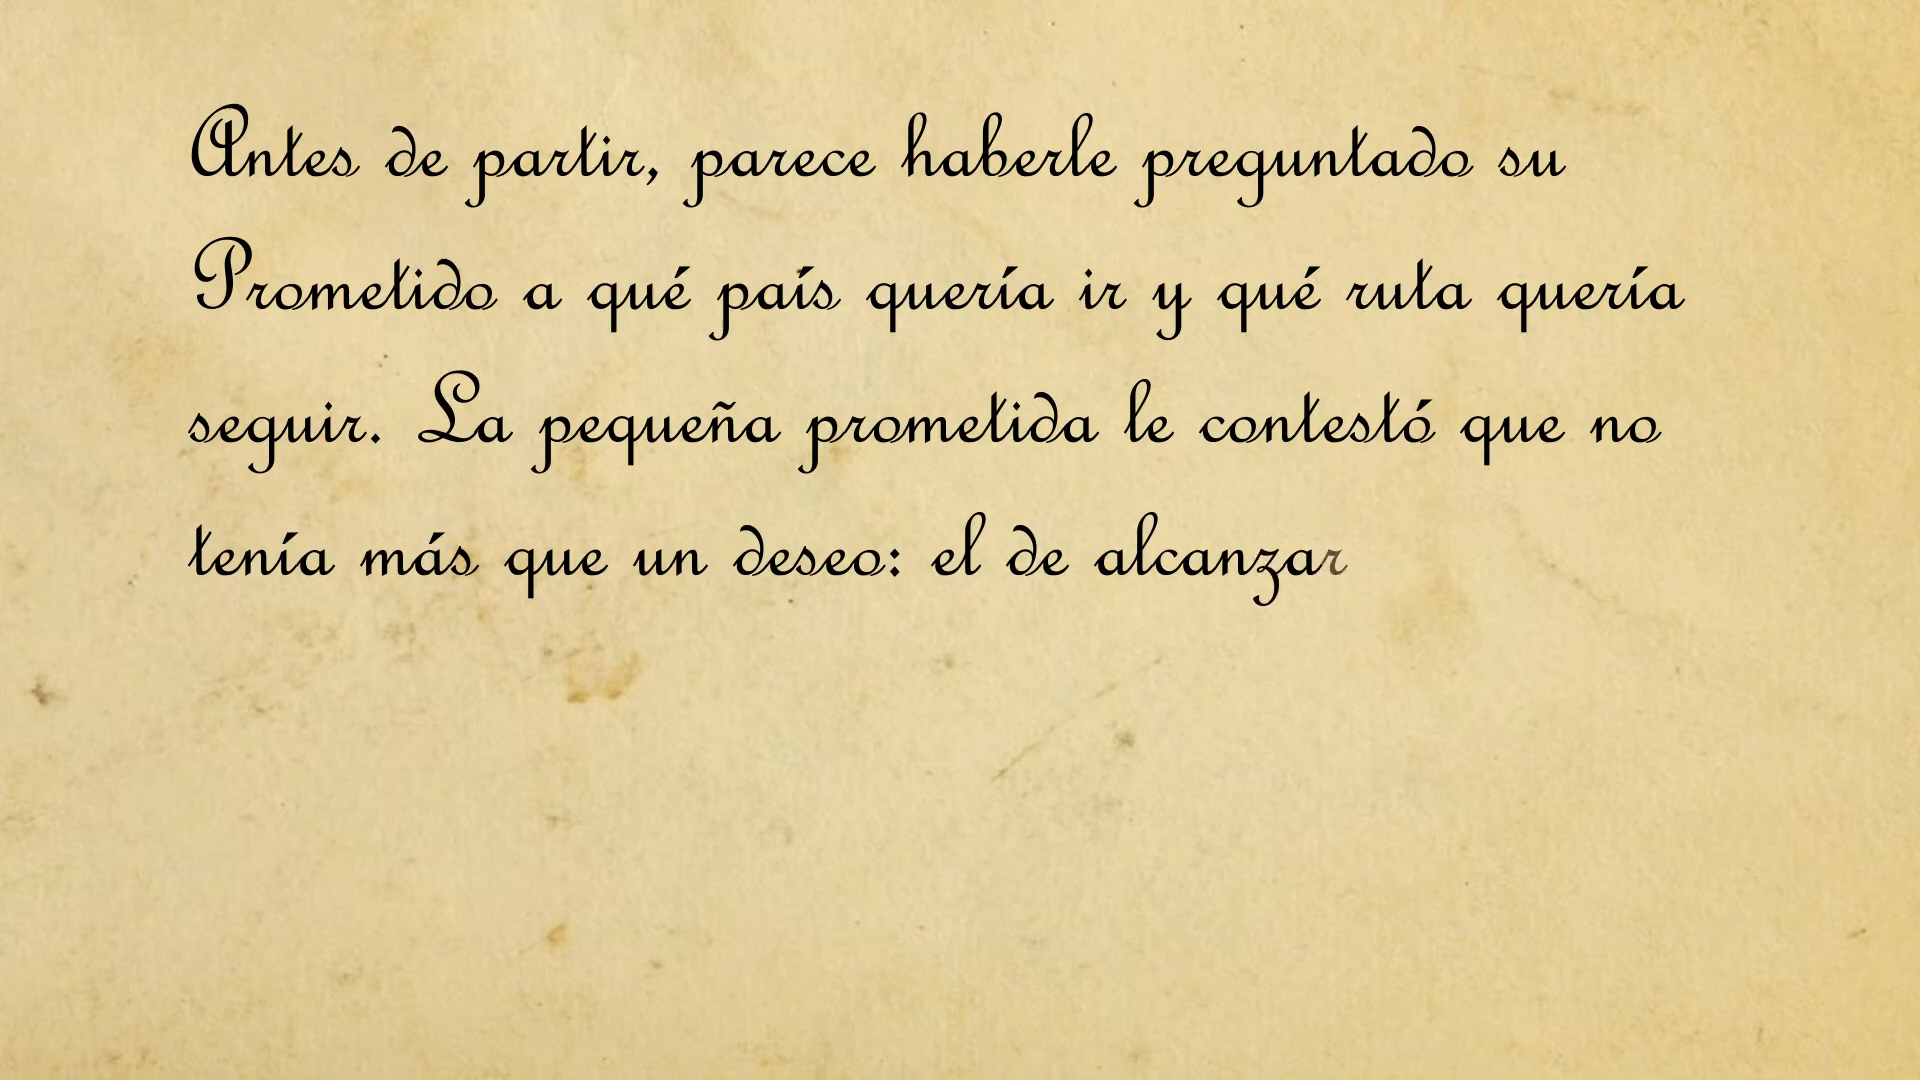 Antes de partir, parece haberle preguntado su
Prometido a qué país quería ir y qué ruta quería
seguir. La pequeña prometida le contestó que no
tenía más que un deseo: el de alcanzar